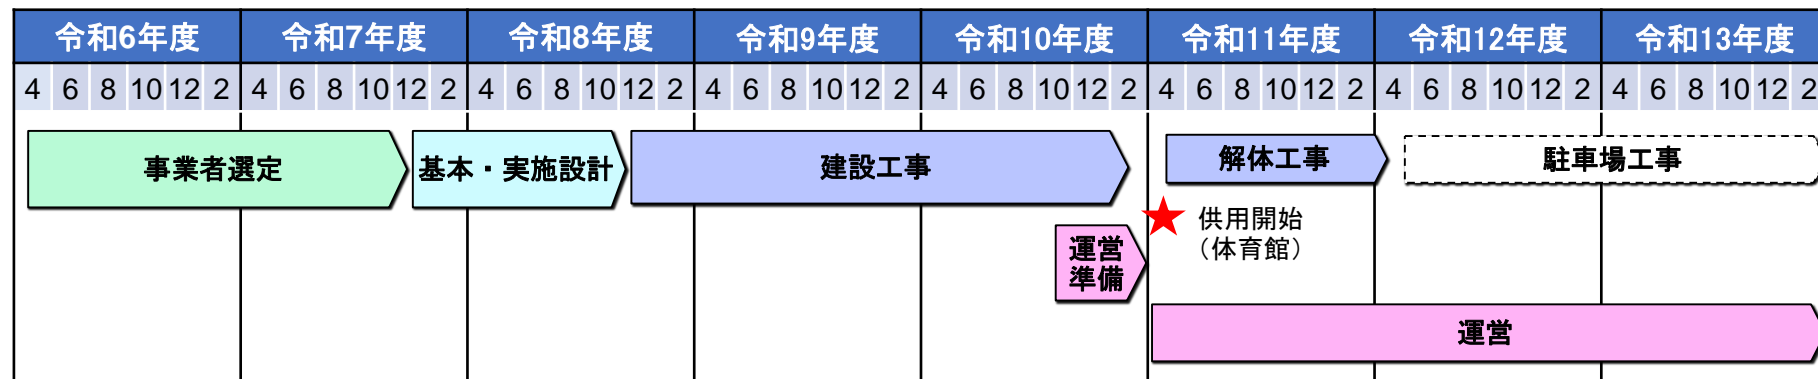 令和6年度 令和7年度 令和8年度 令和9年度 令和10年度 令和11年度 令和12年度 令和13年度
4 6 8 10 12 2 4 6 8 10 12 2 4 6 8 10 12 2 4 6 8 10 12 2 4 6 8 10 12 2 4 6 8 10 12 2 4 6 8 10 12 2 4 6 8 10 12 2
事業者選定 基本・実施設計 建設工事 解体工事 駐車場工事
供用開始
（体育館）
運営
準備
運営